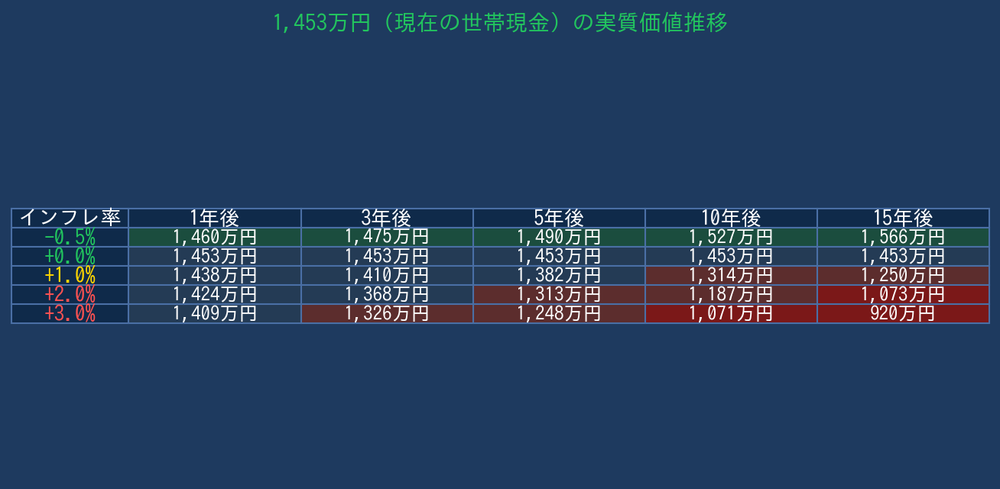 1,453万円（現在の世帯現金）の実質価値推移
インフレ率 1年後 3年後 5年後 10年後 15年後
-0.5% 1,460万円 1,475万円 1,490万円 1,527万円 1,566万円
+0.0% 1,453万円 1,453万円 1,453万円 1,453万円 1,453万円
+1.0% 1,438万円 1,410万円 1,382万円 1,314万円 1,250万円
+2.0% 1,424万円 1,368万円 1,313万円 1,187万円 1,073万円
+3.0% 1,409万円 1,326万円 1,248万円 1,071万円 920万円